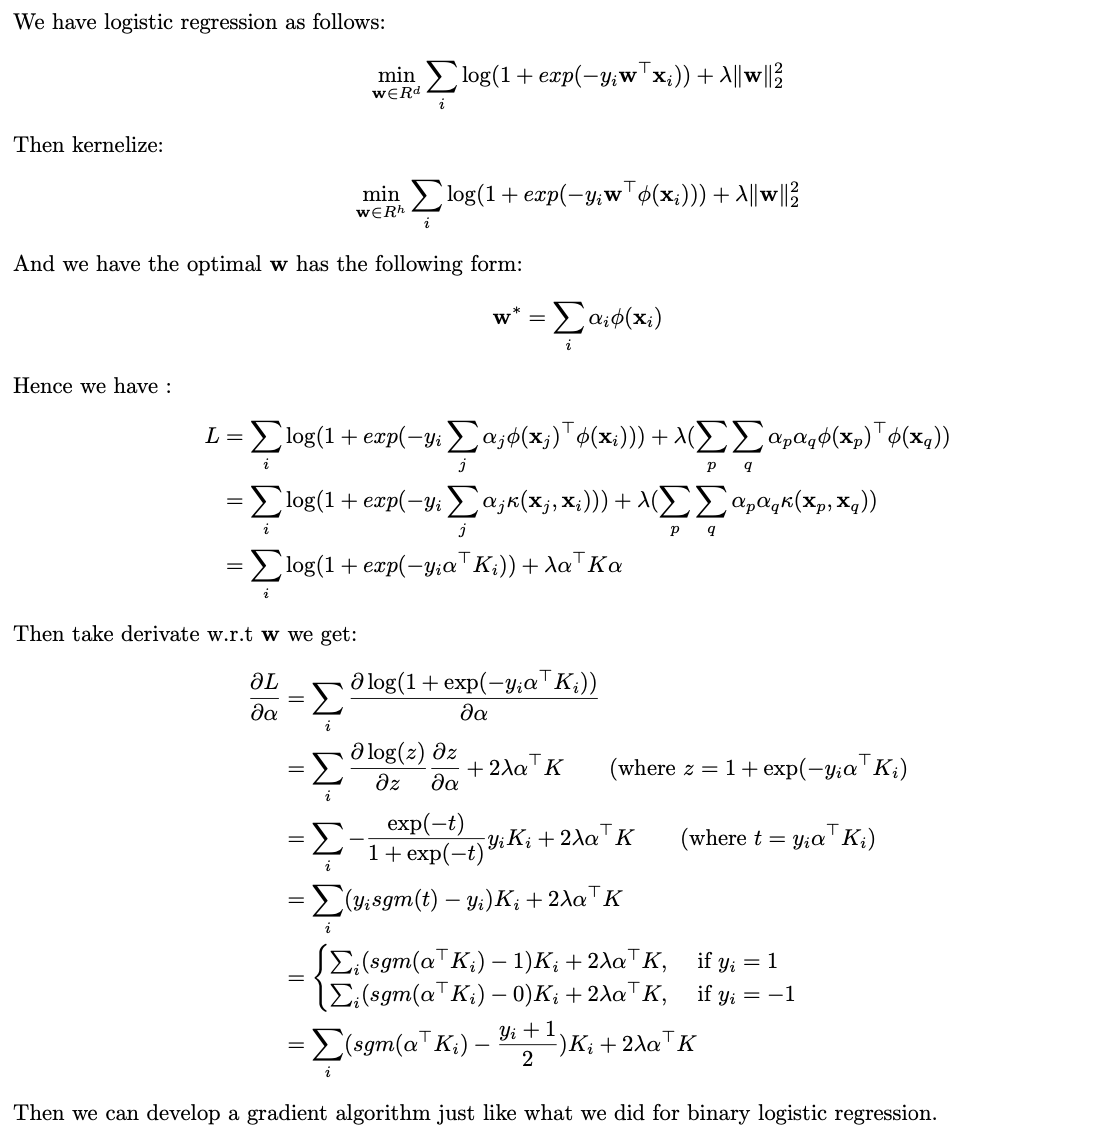 We have logistic regression as follows:
$$\min_{\mathbf{w}\in R^d} \sum_i \log(1 + exp(-y_i\mathbf{w}^\top\mathbf{x}_i)) + \lambda\|\mathbf{w}\|_2^2$$
Then kernelize:
$$\min_{\mathbf{w}\in R^h} \sum_i \log(1 + exp(-y_i\mathbf{w}^\top\phi(\mathbf{x}_i))) + \lambda\|\mathbf{w}\|_2^2$$
And we have the optimal $\mathbf{w}$ has the following form:
$$\mathbf{w}^* = \sum_i \alpha_i\phi(\mathbf{x}_i)$$
Hence we have :
$$L = \sum_i \log(1 + exp(-y_i \sum_j \alpha_j\phi(\mathbf{x}_j)^\top\phi(\mathbf{x}_i))) + \lambda(\sum_p \sum_q \alpha_p\alpha_q\phi(\mathbf{x}_p)^\top\phi(\mathbf{x}_q))$$
$$= \sum_i \log(1 + exp(-y_i \sum_j \alpha_j\kappa(\mathbf{x}_j, \mathbf{x}_i))) + \lambda(\sum_p \sum_q \alpha_p\alpha_q\kappa(\mathbf{x}_p, \mathbf{x}_q))$$
$$= \sum_i \log(1 + exp(-y_i\alpha^\top K_i)) + \lambda\alpha^\top K\alpha$$
Then take derivate w.r.t $\mathbf{w}$ we get:
$$\frac{\partial L}{\partial \alpha} = \sum_i \frac{\partial \log(1 + \exp(-y_i\alpha^\top K_i))}{\partial \alpha}$$
$$= \sum_i \frac{\partial \log(z)}{\partial z} \frac{\partial z}{\partial \alpha} + 2\lambda\alpha^\top K \quad (\text{where } z = 1 + \exp(-y_i\alpha^\top K_i))$$
$$= \sum_i -\frac{\exp(-t)}{1 + \exp(-t)} y_i K_i + 2\lambda\alpha^\top K \quad (\text{where } t = y_i\alpha^\top K_i)$$
$$= \sum_i (y_i sgm(t) - y_i) K_i + 2\lambda\alpha^\top K$$
$$= \begin{cases} \sum_i (sgm(\alpha^\top K_i) - 1) K_i + 2\lambda\alpha^\top K, & \text{if } y_i = 1 \\ \sum_i (sgm(\alpha^\top K_i) - 0) K_i + 2\lambda\alpha^\top K, & \text{if } y_i = -1 \end{cases}$$
$$= \sum_i (sgm(\alpha^\top K_i) - \frac{y_i + 1}{2}) K_i + 2\lambda\alpha^\top K$$
Then we can develop a gradient algorithm just like what we did for binary logistic regression.